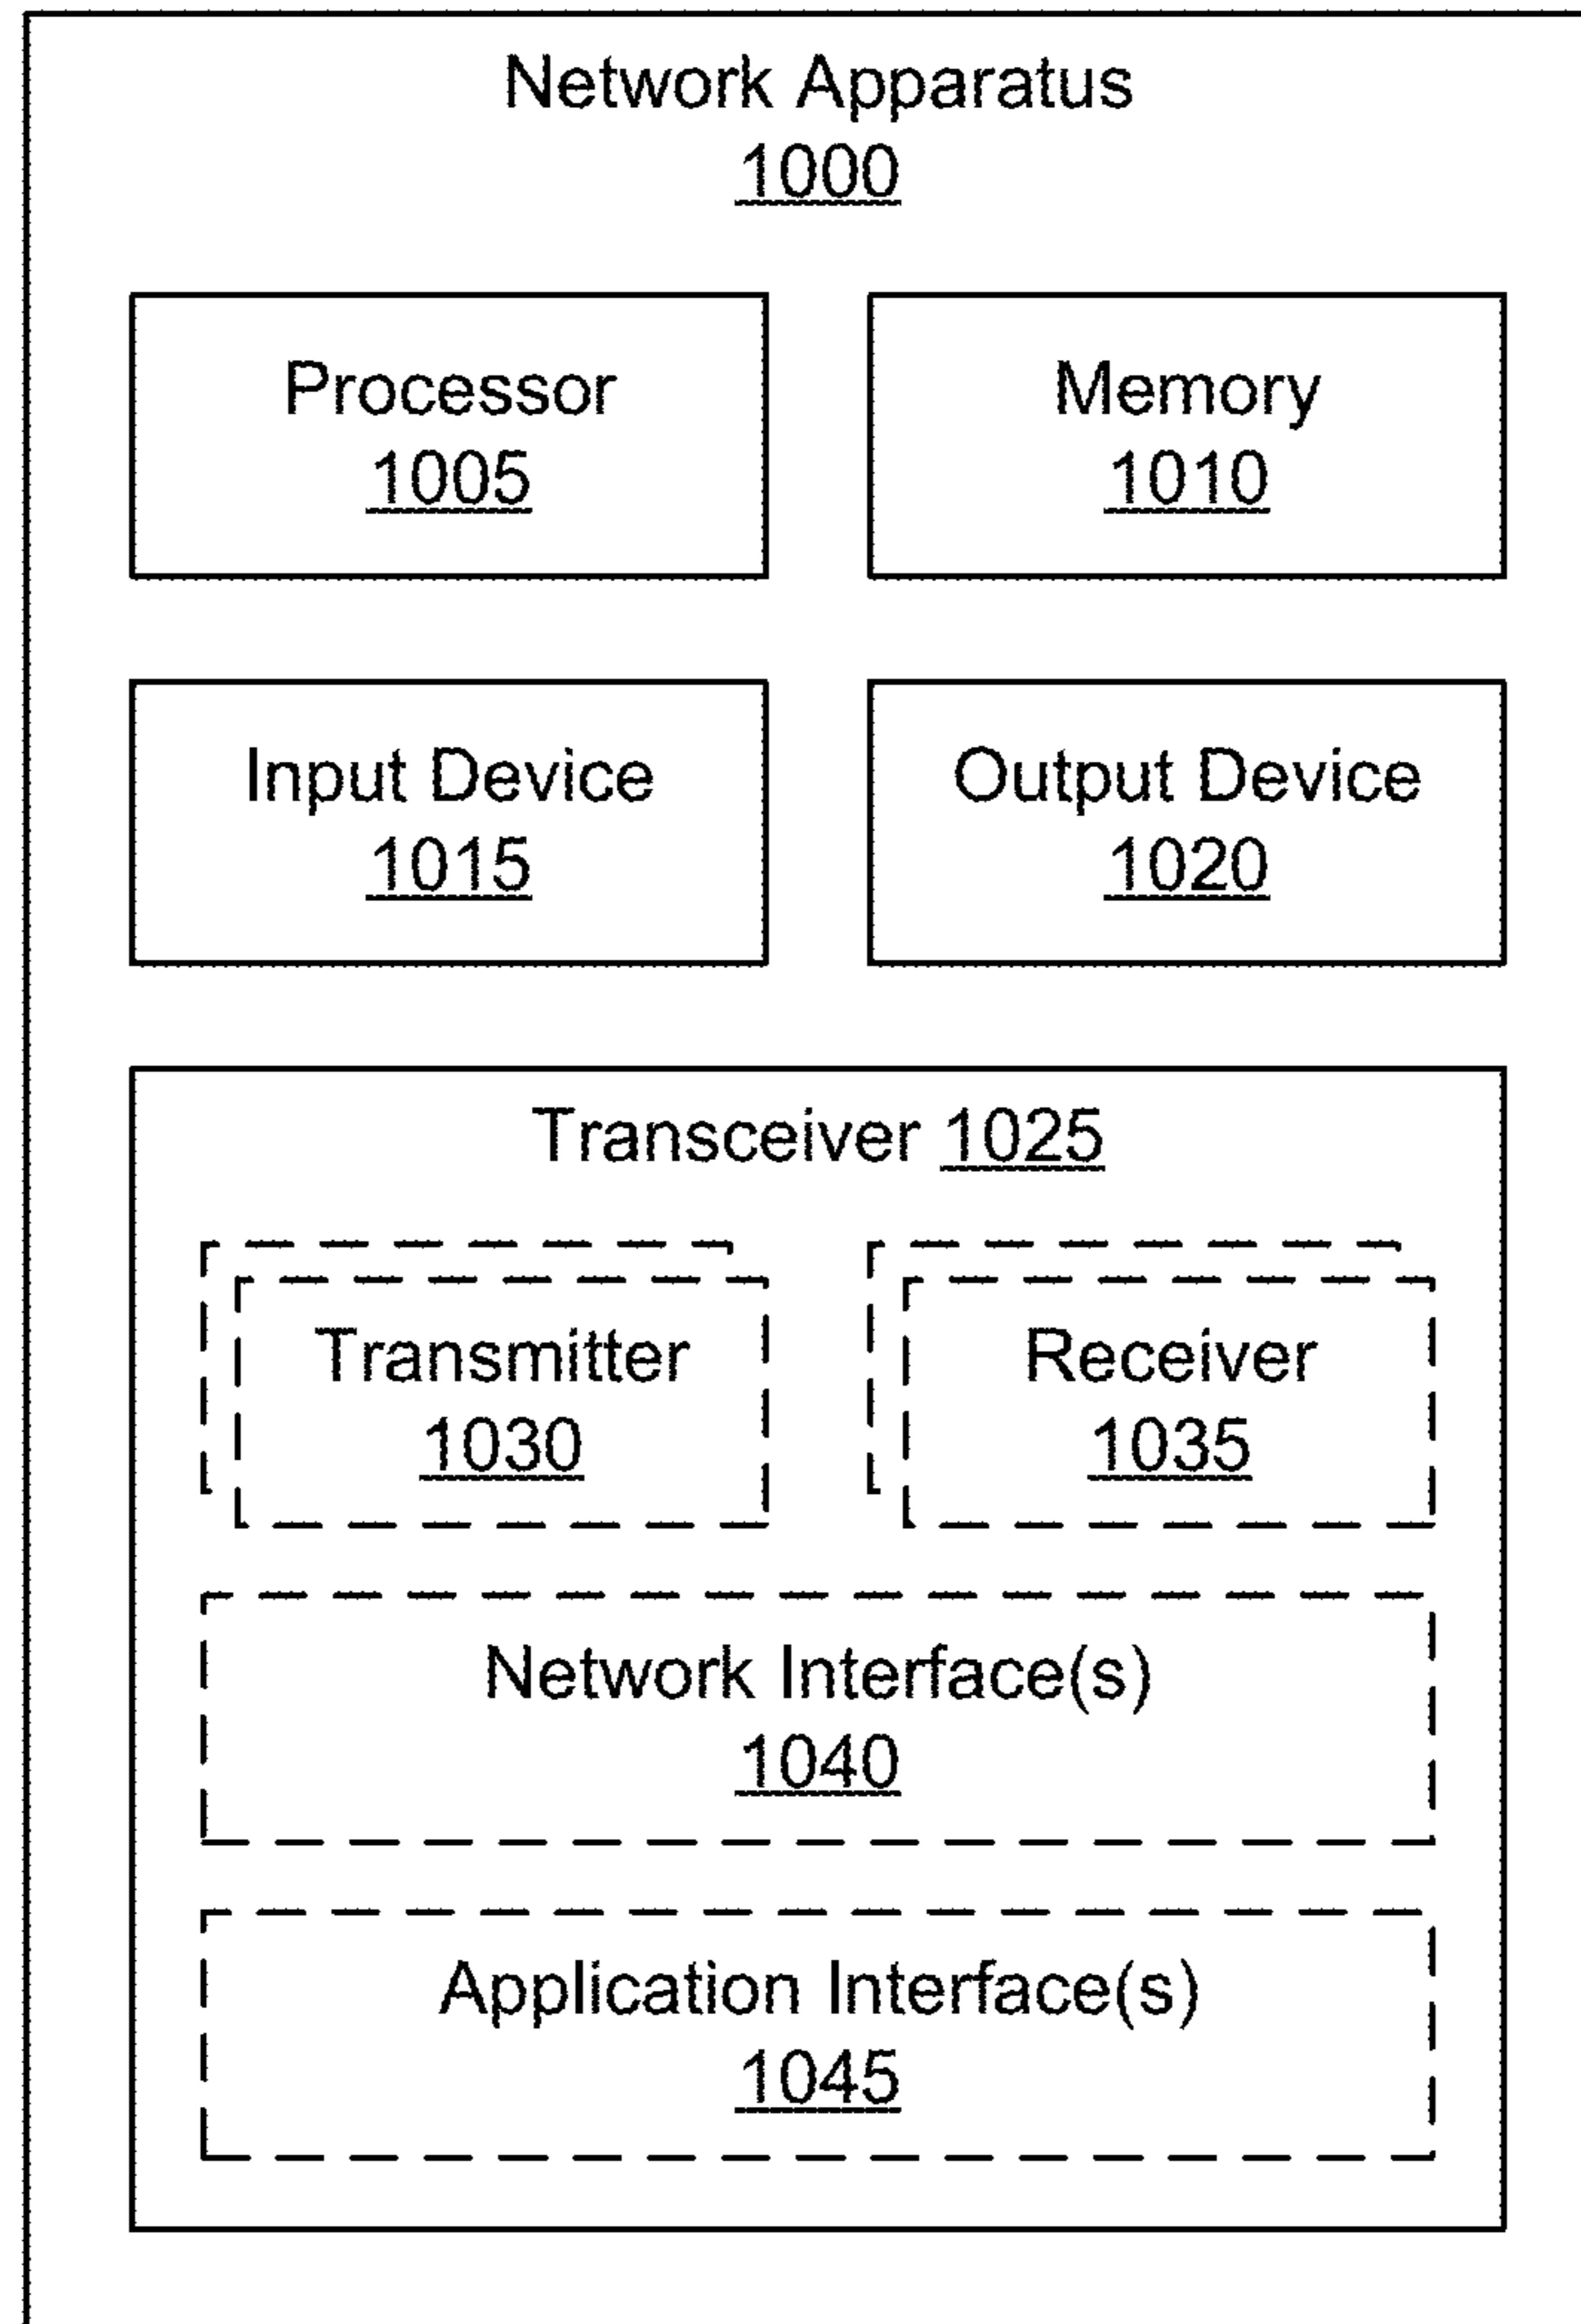 Network Apparatus
1000
Processor
1005
Memory
1010
Input Device
1015
Output Device
1020
Transceiver 1025
Transmitter
1030
Receiver
1035
Network Interface(s)
1040
Application Interface(s)
1045